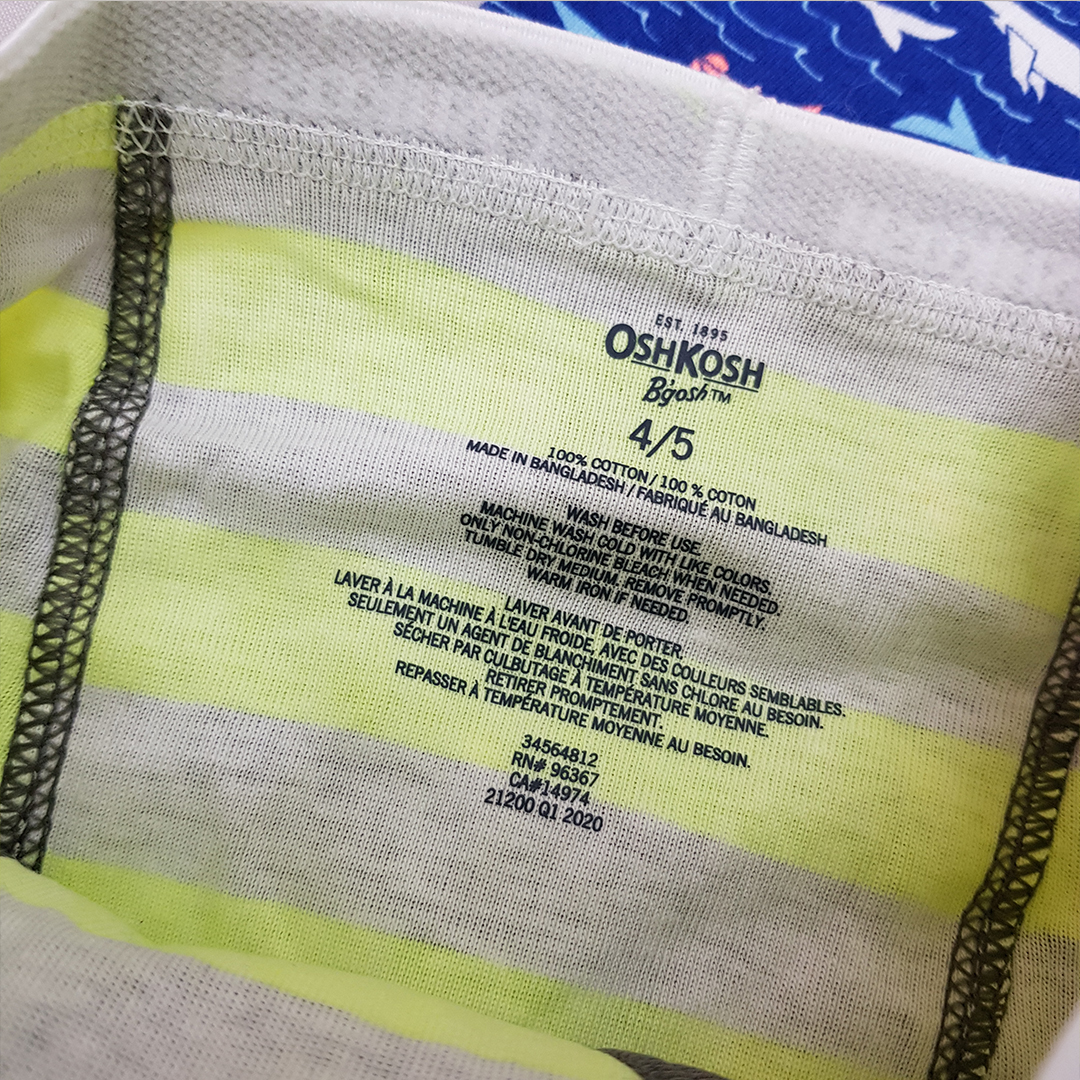 EST. 1895
OSHKOSH
B'gosh™
4/5
100% COTTON / 100 % COTON
MADE IN BANGLADESH / FABRIQUÉ AU BANGLADESH
WASH BEFORE USE.
MACHINE WASH COLD WITH LIKE COLORS.
ONLY NON-CHLORINE BLEACH WHEN NEEDED.
TUMBLE DRY MEDIUM, REMOVE PROMPTLY.
WARM IRON IF NEEDED.
LAVER AVANT DE PORTER.
LAVER À LA MACHINE À L'EAU FROIDE, AVEC DES COULEURS SEMBLABLES.
SEULEMENT UN AGENT DE BLANCHIMENT SANS CHLORE AU BESOIN.
SÉCHER PAR CULBUTAGE À TEMPÉRATURE MOYENNE.
RETIRER PROMPTEMENT.
REPASSER À TEMPÉRATURE MOYENNE AU BESOIN.
34564812
RN# 96367
CA#14974
21200 Q1 2020